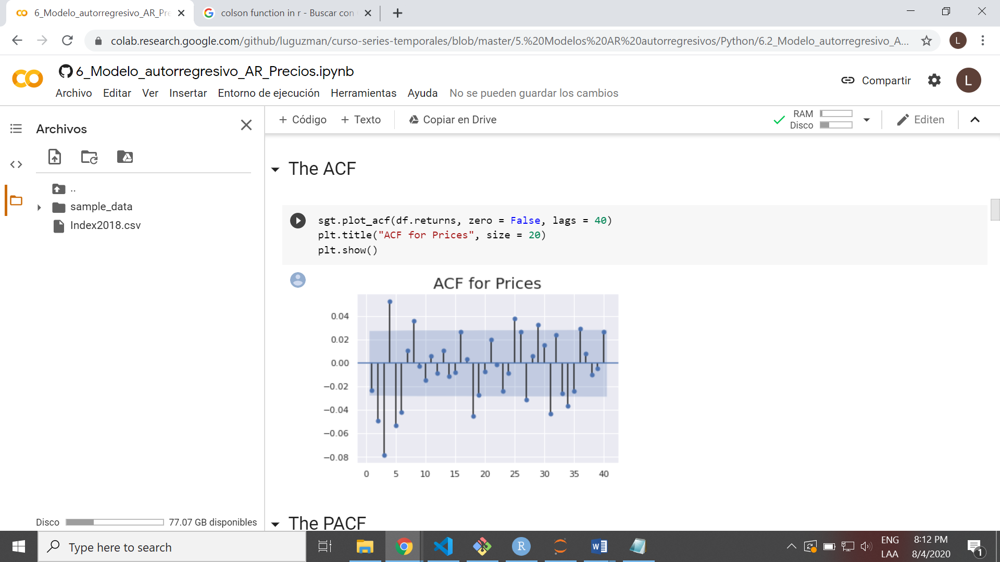 6_Modelo_autorregresivo_AR_Pre
colson function in r - Buscar con
colab.research.google.com/github/luguzman/curso-series-temporales/blob/master/5.%20Modelos%20AR%20autorregresivos/Python/6.2_Modelo_autorregresivo_A...
L
6_Modelo_autorregresivo_AR_Precios.ipynb
Archivo Editar Ver Insertar Entorno de ejecución Herramientas Ayuda No se pueden guardar los cambios
Compartir
L
Archivos
+ Código + Texto Copiar en Drive
RAM
Disco
Editen
..
sample_data
Index2018.csv
Disco 77.07 GB disponibles
The ACF
sgt.plot_acf(df.returns, zero = False, lags = 40)
plt.title("ACF for Prices", size = 20)
plt.show()
ACF for Prices
0.04
0.02
0.00
−0.02
−0.04
−0.06
−0.08
0 5 10 15 20 25 30 35 40
The PACF
Type here to search
R
ENG
LAA
8:12 PM
8/4/2020
1